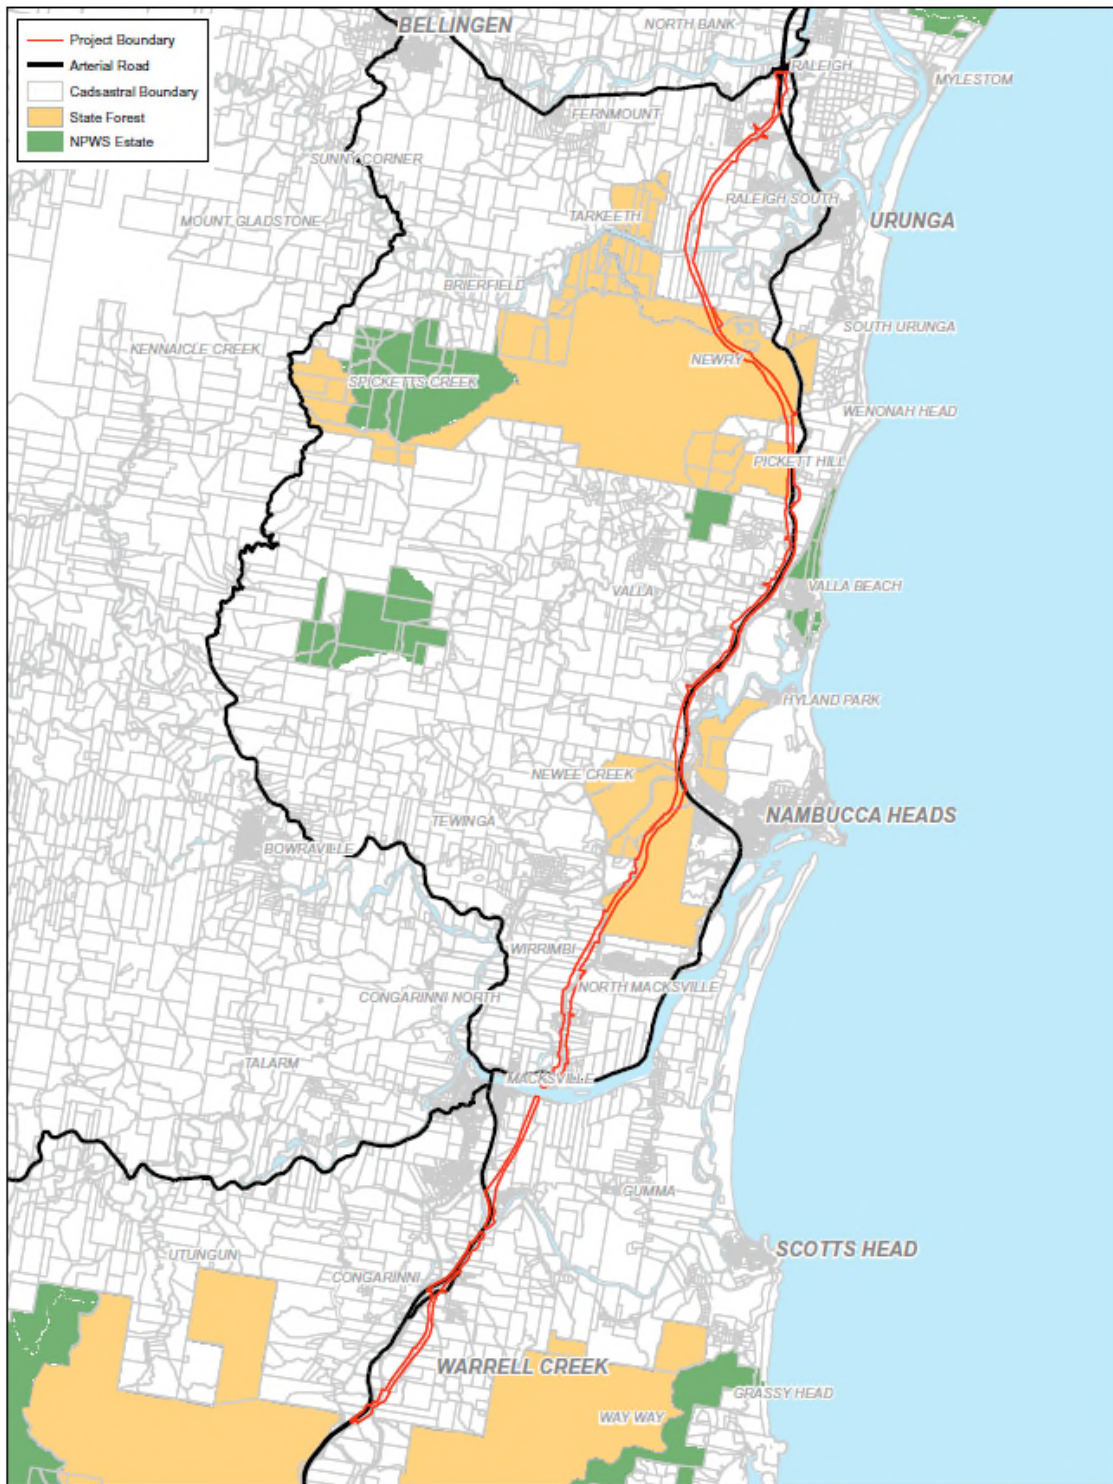 Project Boundary
Arterial Road
Cadsastral Boundary
State Forest
NPWS Estate
BELLINGEN
NORTH BANK
RALEIGH
MYLESTOM
FERNMOUNT
SUNNY CORNER
RALEIGH SOUTH
TARKEETH
MOUNT GLADSTONE
URUNGA
BRIERFIELD
SOUTH URUNGA
KENNAICLE CREEK
NEWRY
SPICKETTS CREEK
WENONAH HEAD
PICKETT HILL
VALLA
VALLA BEACH
HYLAND PARK
NEWEE CREEK
NAMBUCCA HEADS
TEWINGA
BOWRAVILLE
WIRRIMBI
NORTH MACKSVILLE
CONGARINNI NORTH
TALARM
MACKSVILLE
GUMMA
SCOTTS HEAD
UTUNGUN
CONGARINNI
WARRELL CREEK
GRASSY HEAD
WAY WAY